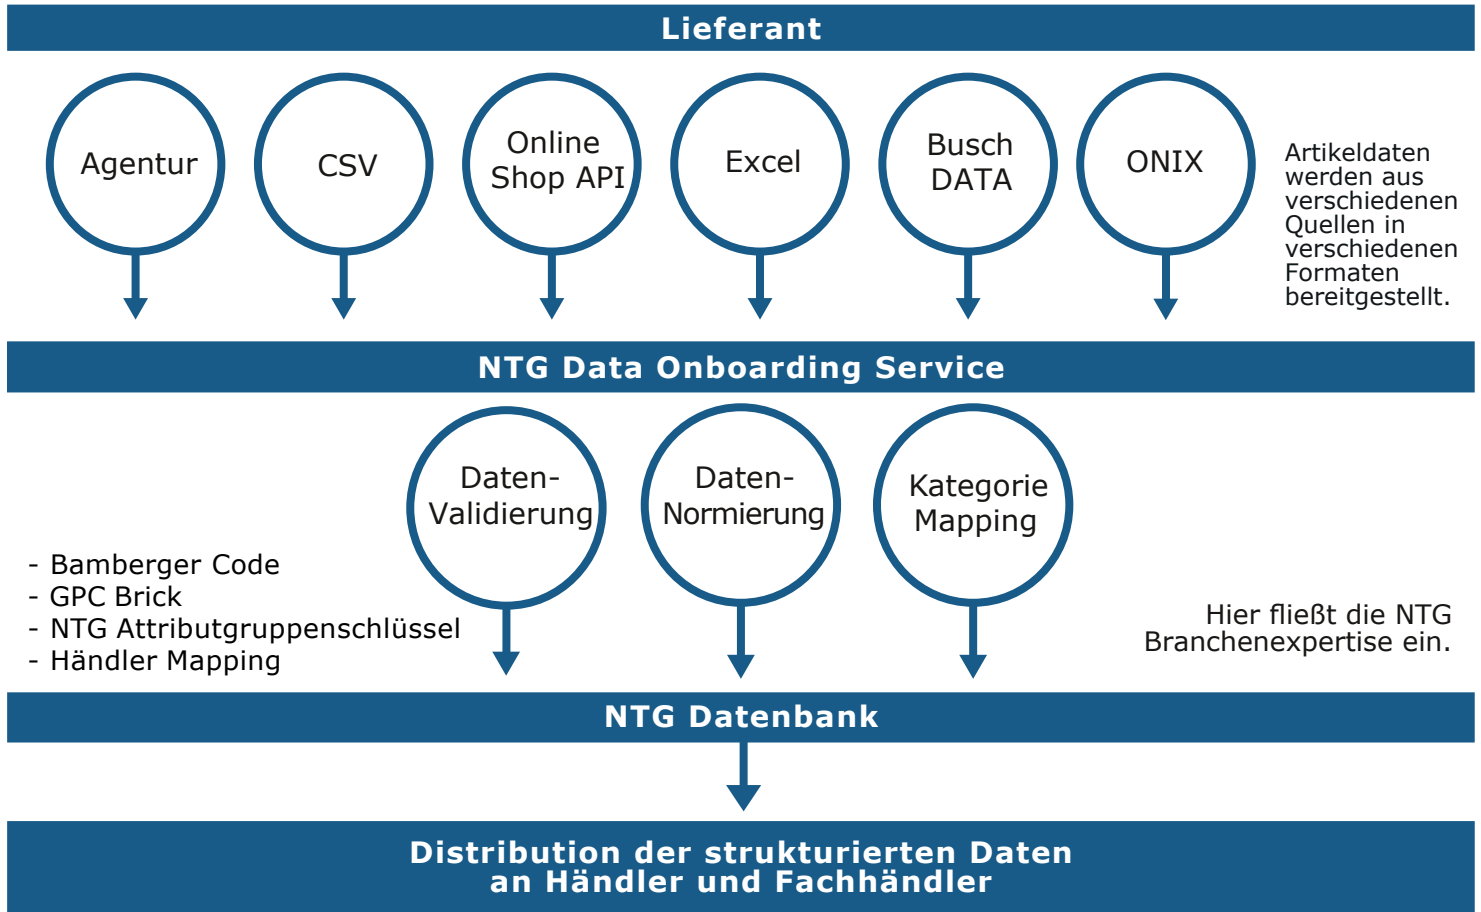 Lieferant
Agentur
CSV
Online
Shop API
Excel
Busch
DATA
ONIX
Artikeldaten
werden aus
verschiedenen
Quellen in
verschiedenen
Formaten
bereitgestellt.
NTG Data Onboarding Service
Daten-
Validierung
Daten-
Normierung
Kategorie
Mapping
- Bamberger Code
- GPC Brick
- NTG Attributgruppenschlüssel
- Händler Mapping
Hier fließt die NTG
Branchenexpertise ein.
NTG Datenbank
Distribution der strukturierten Daten
an Händler und Fachhändler